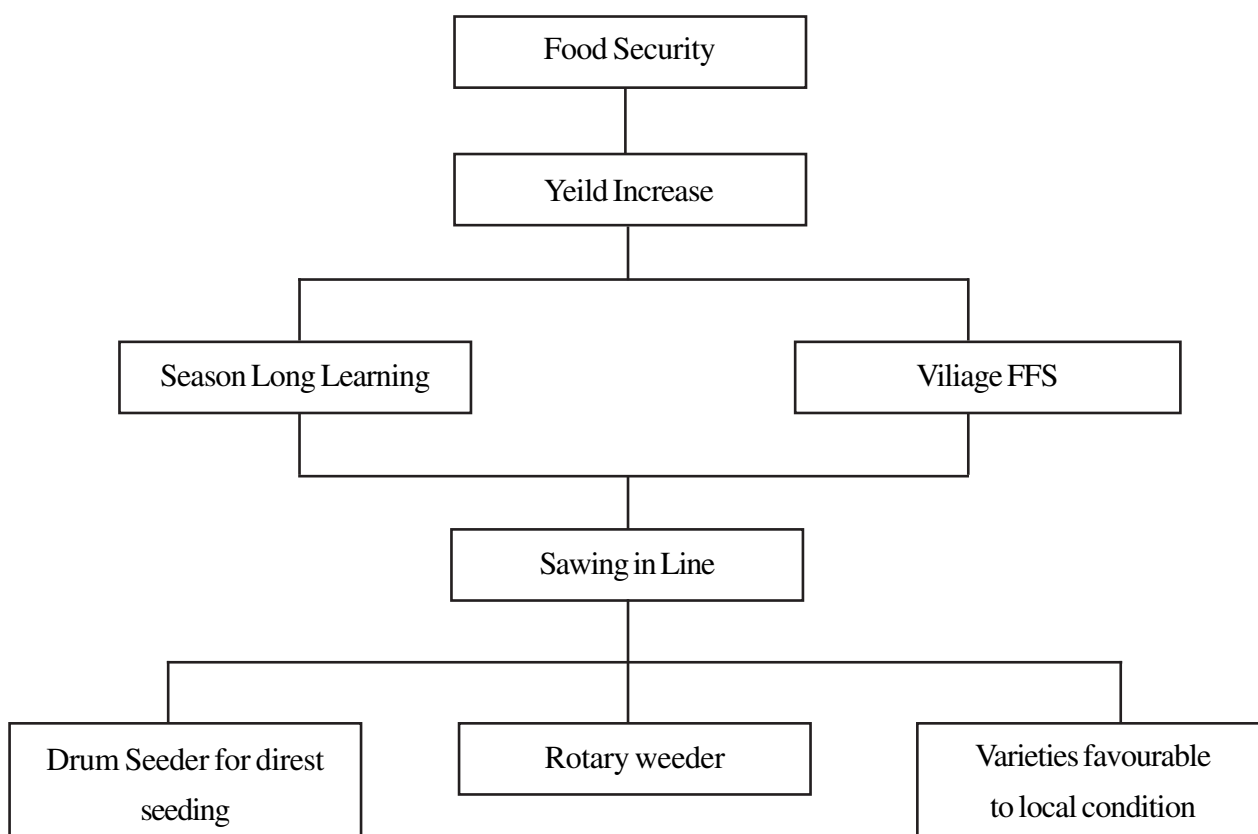 Food Security
Yeild Increase
Season Long Learning
Viliage FFS
Sawing in Line
Drum Seeder for direst
seeding
Rotary weeder
Varieties favourable
to local condition